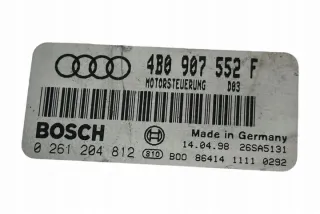 4B0 907 552 F
MOTORSTEUERUNG D03
BOSCH
Made in Germany
14.04.98 26SA5131
0 261 204 812 S10 B00 86414 1111 0292